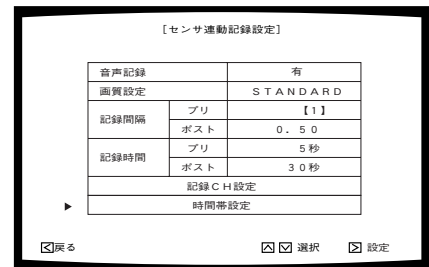 [センサ連動記録設定]
音声記録 有
画質設定 STANDARD
記録間隔 プリ 【1】
ポスト 0.50
記録時間 プリ 5秒
ポスト 30秒
記録CH設定
▶ 時間帯設定
戻る 選択 設定